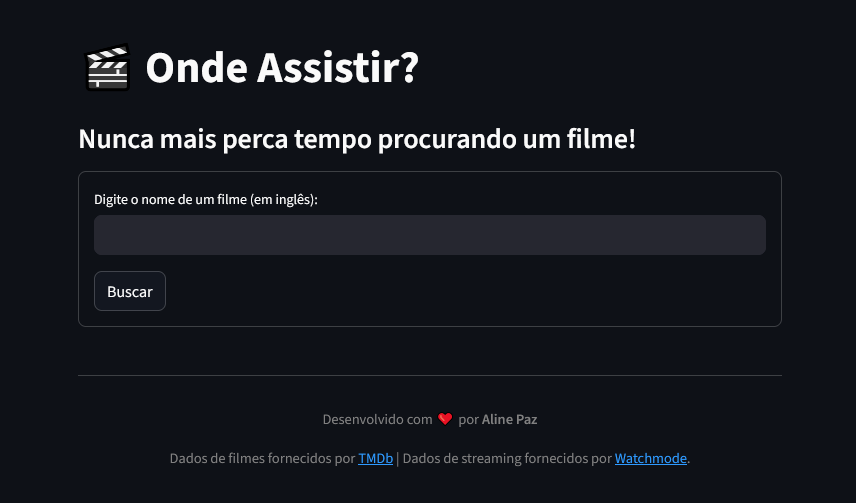 Onde Assistir?
Nunca mais perca tempo procurando um filme!
Digite o nome de um filme (em inglês):
Buscar
Desenvolvido com ❤️ por Aline Paz
Dados de filmes fornecidos por TMDb | Dados de streaming fornecidos por Watchmode.